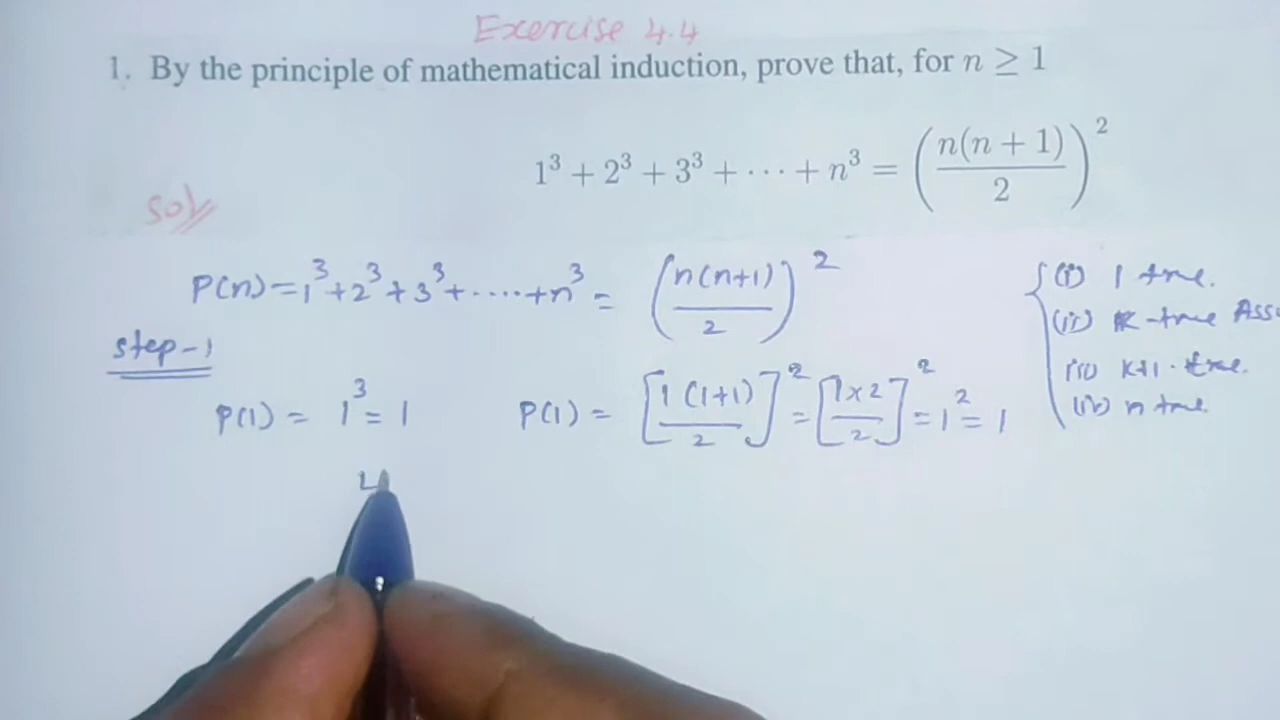 Exercise 4.4
1. By the principle of mathematical induction, prove that, for n ≥ 1
1³ + 2³ + 3³ + ··· + n³ = (n(n + 1)/2)²
Sol
P(n) = 1³ + 2³ + 3³ + ..... + n³ = (n(n+1)/2)²
(i) 1 true.
(ii) K - true Assu
(iii) K+1 . true.
(iv) n true.
Step-1
P(1) = 1³ = 1 P(1) = [1(1+1)/2]² = [1×2/2]² = 1² = 1